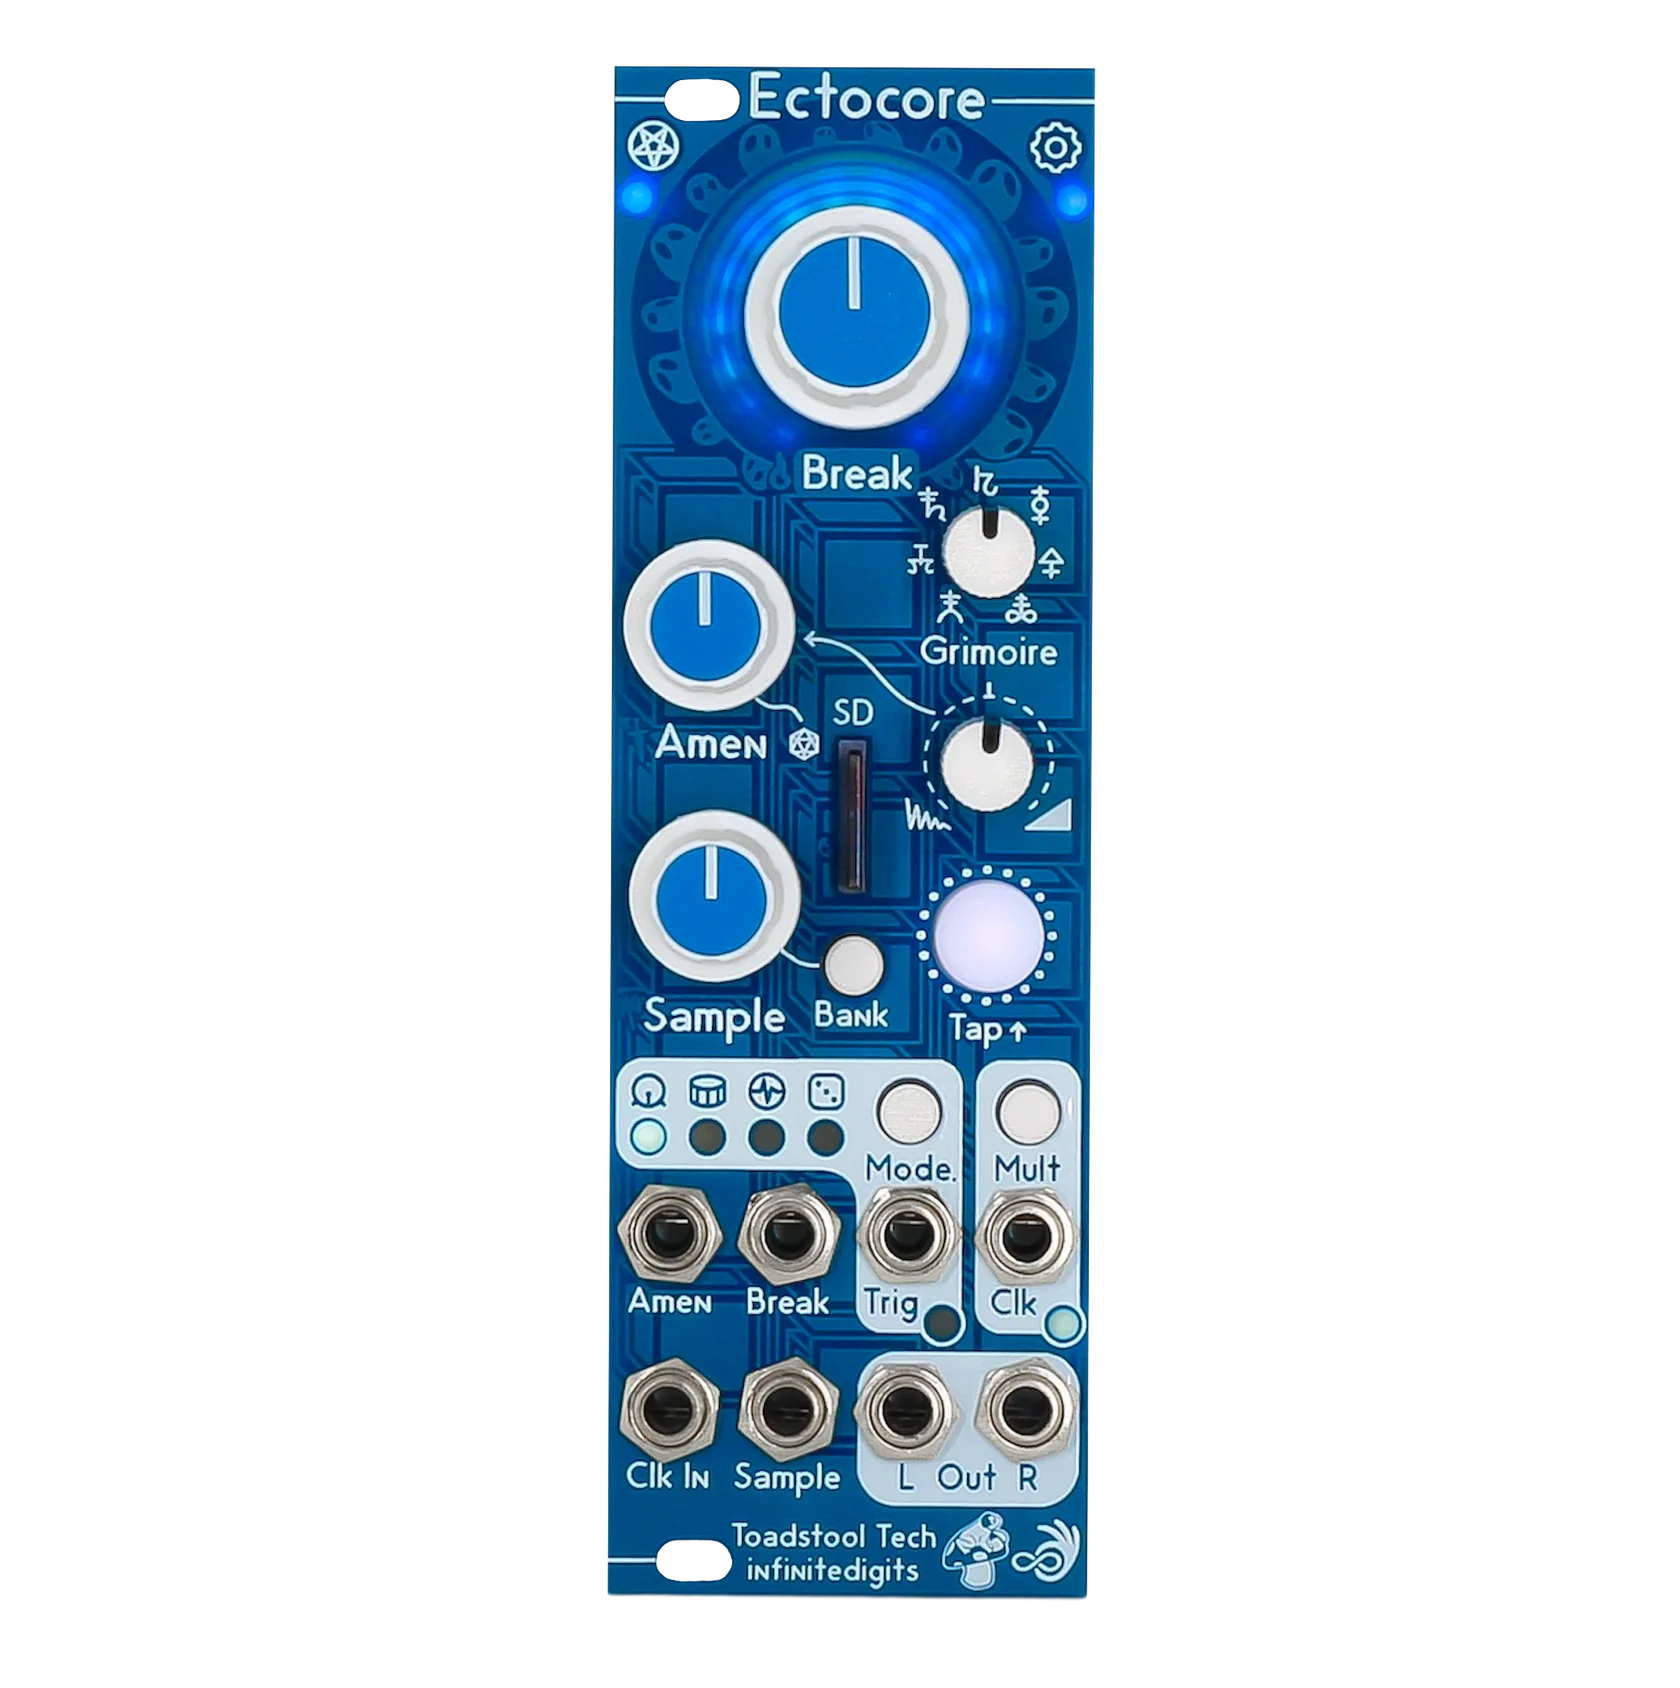 Ectocore
Break
Grimoire
Amen
SD
Sample
Bank
Tap↑
Mode.
Mult
Amen
Break
Trig
Clk
Clk In
Sample
L Out R
Toadstool Tech
infinitedigits